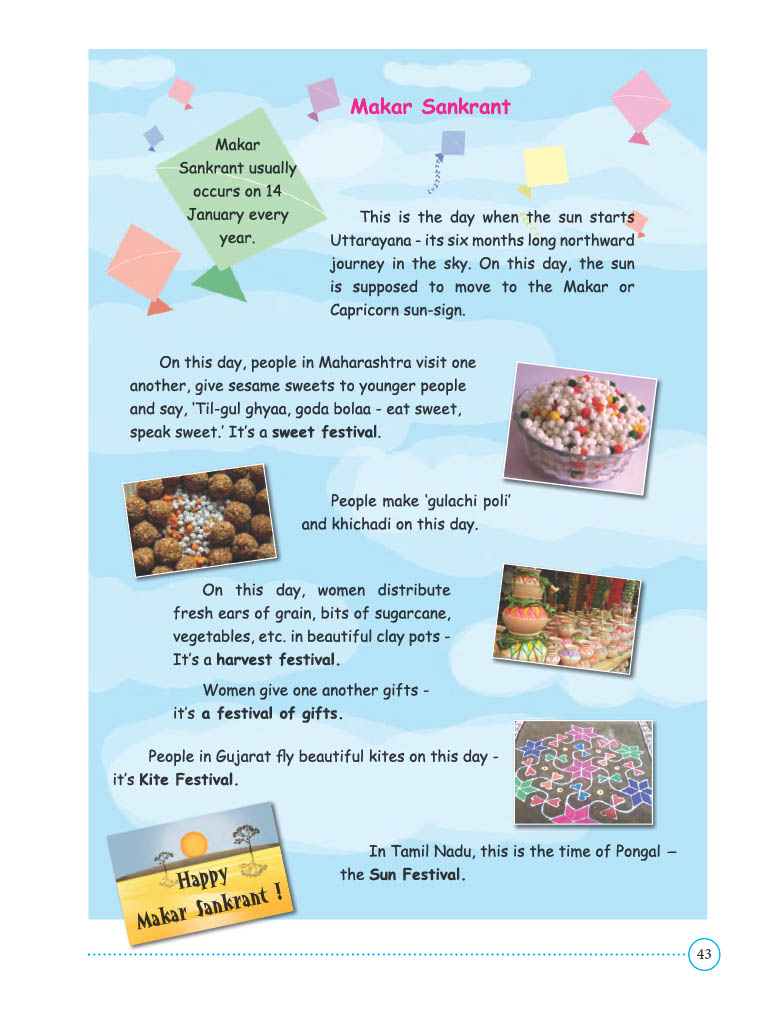 Makar Sankrant
Makar
Sankrant usually
occurs on 14
January every
year.
This is the day when the sun starts
Uttarayana - its six months long northward
journey in the sky. On this day, the sun
is supposed to move to the Makar or
Capricorn sun-sign.
On this day, people in Maharashtra visit one
another, give sesame sweets to younger people
and say, ‘Til-gul ghyaa, goda bolaa - eat sweet,
speak sweet.’ It’s a sweet festival.
People make ‘gulachi poli’
and khichadi on this day.
On this day, women distribute
fresh ears of grain, bits of sugarcane,
vegetables, etc. in beautiful clay pots -
It’s a harvest festival.
Women give one another gifts -
it’s a festival of gifts.
People in Gujarat fly beautiful kites on this day -
it’s Kite Festival.
Happy
Makar Sankrant !
In Tamil Nadu, this is the time of Pongal –
the Sun Festival.
43